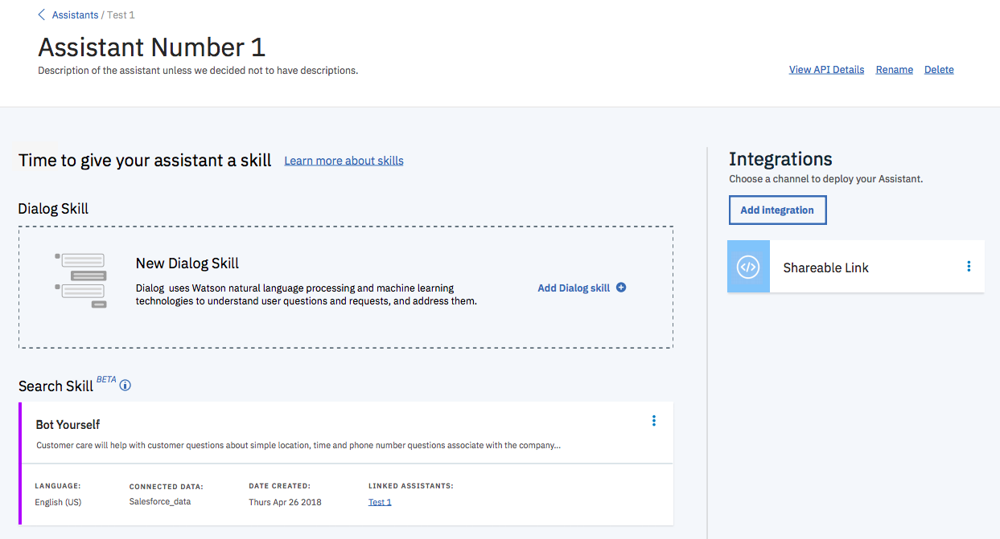 Assistants / Test 1
Assistant Number 1
Description of the assistant unless we decided not to have descriptions.
View API Details Rename Delete
Time to give your assistant a skill Learn more about skills
Dialog Skill
New Dialog Skill
Dialog uses Watson natural language processing and machine learning
technologies to understand user questions and requests, and address them.
Add Dialog skill
Search Skill BETA
Bot Yourself
Customer care will help with customer questions about simple location, time and phone number questions associate with the company...
LANGUAGE: CONNECTED DATA: DATE CREATED: LINKED ASSISTANTS:
English (US) Salesforce_data Thurs Apr 26 2018 Test 1
Integrations
Choose a channel to deploy your Assistant.
Add integration
Shareable Link